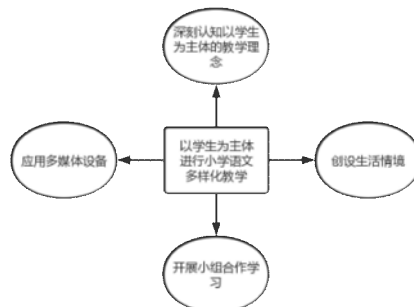 深刻认知以学生
为主体的教学理
念
应用多媒体设备
以学生为主体
进行小学语文
多样化教学
创设生活情境
开展小组合作学
习